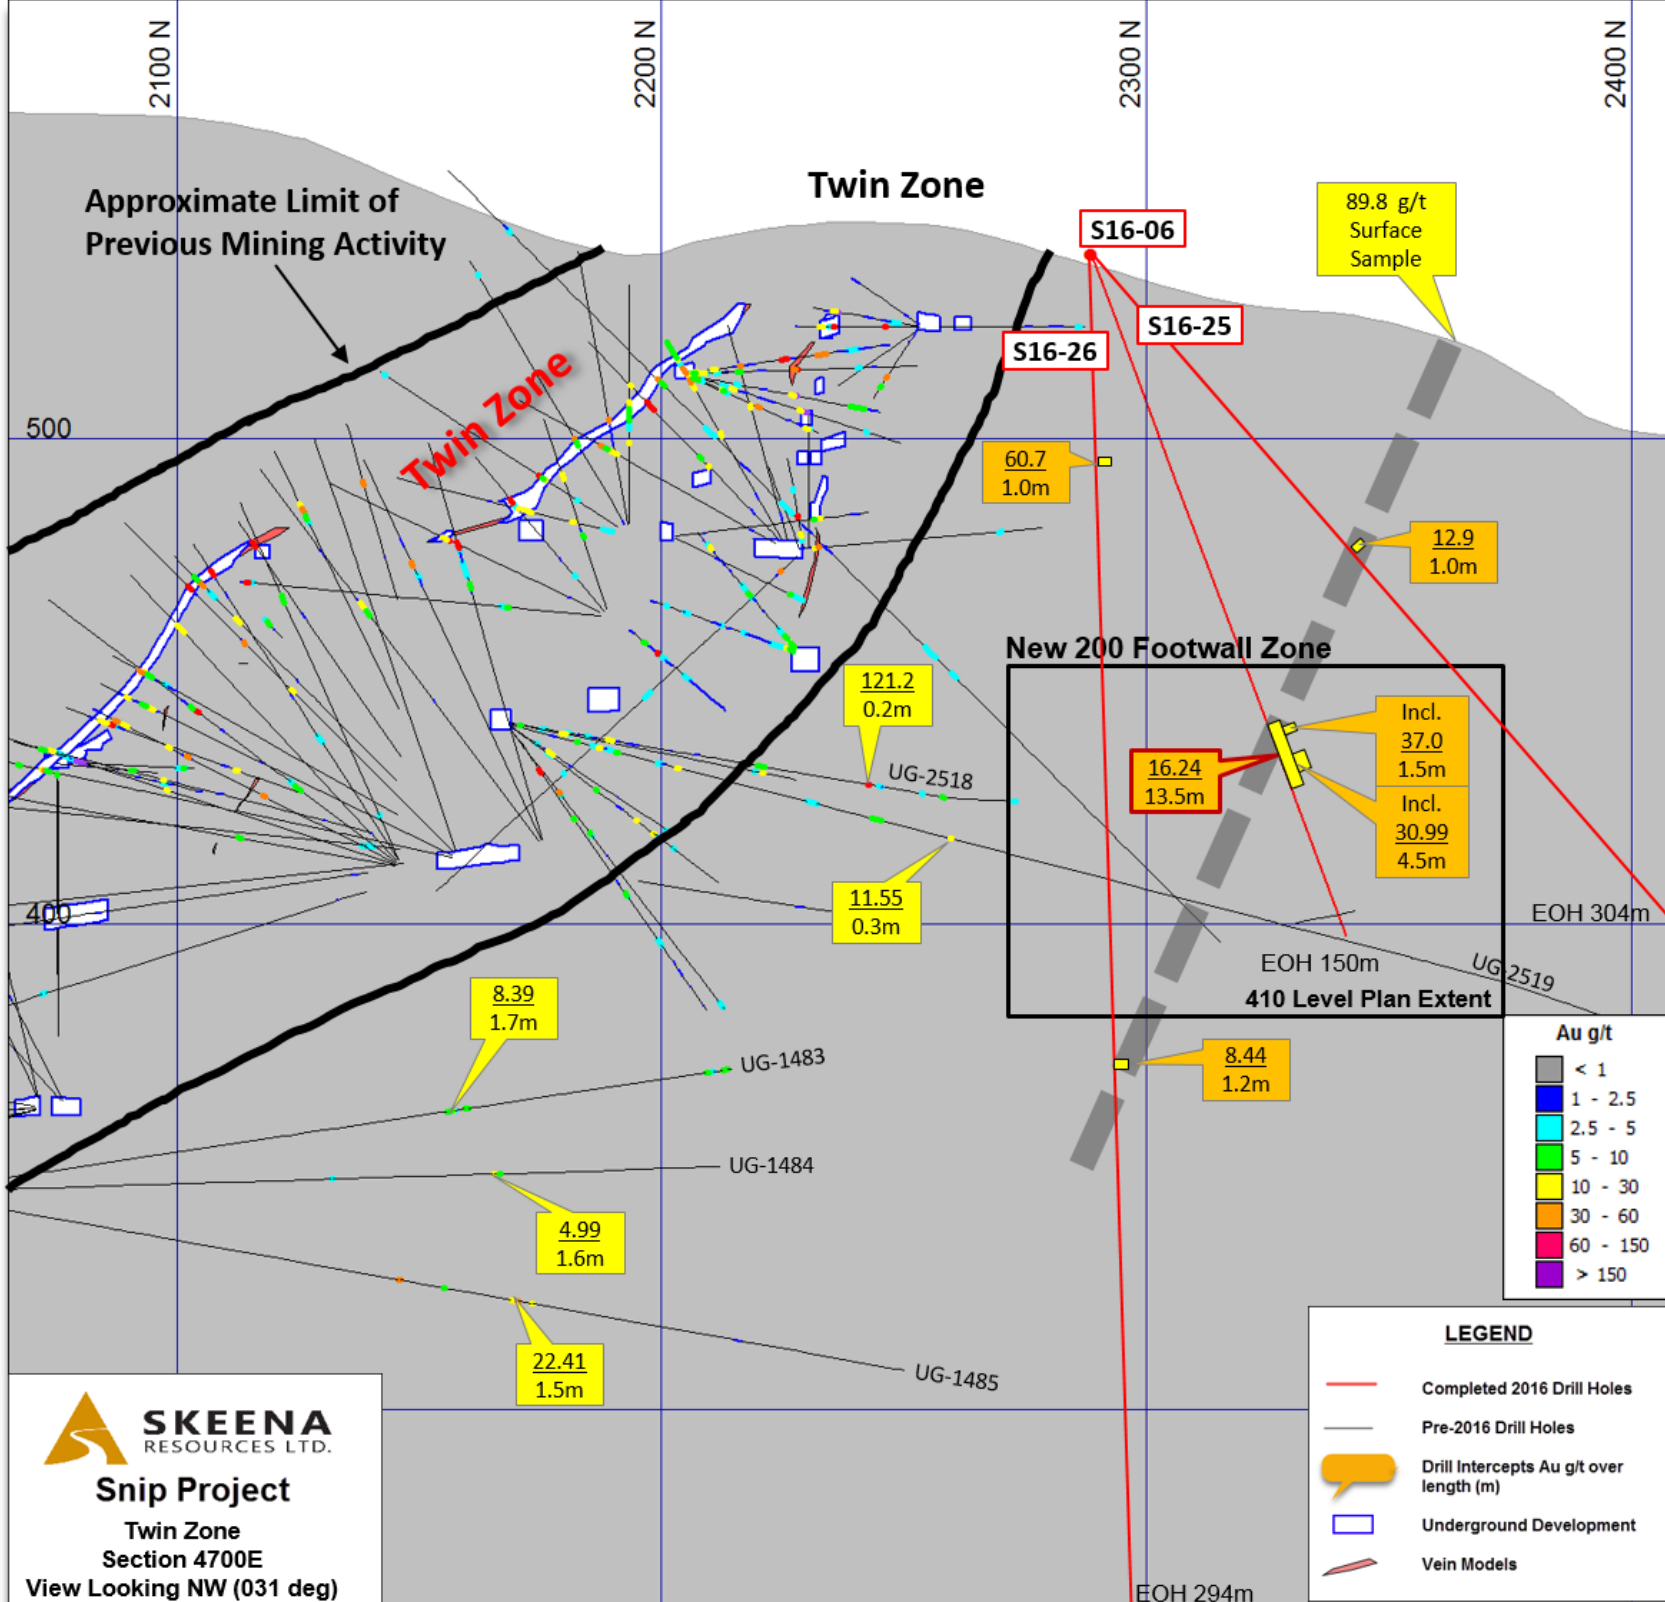 2100 N
2200 N
2300 N
2400 N
Approximate Limit of
Previous Mining Activity
Twin Zone
S16-06
89.8 g/t
Surface
Sample
S16-25
S16-26
Twin Zone
500
60.7
1.0m
12.9
1.0m
New 200 Footwall Zone
121.2
0.2m
UG-2518
16.24
13.5m
Incl.
37.0
1.5m
Incl.
30.99
4.5m
11.55
0.3m
400
EOH 304m
EOH 150m
UG-2519
410 Level Plan Extent
8.39
1.7m
UG-1483
8.44
1.2m
UG-1484
4.99
1.6m
22.41
1.5m
UG-1485
Au g/t
< 1
1 - 2.5
2.5 - 5
5 - 10
10 - 30
30 - 60
60 - 150
> 150
LEGEND
Completed 2016 Drill Holes
Pre-2016 Drill Holes
Drill Intercepts Au g/t over
length (m)
Underground Development
Vein Models
SKEENA
RESOURCES LTD.
Snip Project
Twin Zone
Section 4700E
View Looking NW (031 deg)
EOH 294m